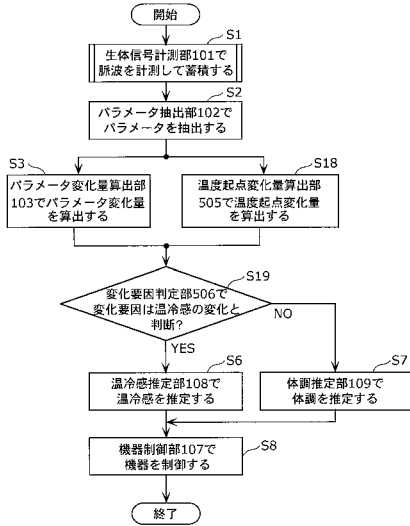 開始
S1
生体信号計測部101で
脈波を計測して蓄積する
S2
パラメータ抽出部102で
パラメータを抽出する
S3
パラメータ変化量算出部
103でパラメータ変化量
を算出する
S18
温度起点変化量算出部
505で温度起点変化量
を算出する
S19
変化要因判定部506で
変化要因は温冷感の変化と
判断?
NO
YES
S6
温冷感推定部108で
温冷感を推定する
S7
体調推定部109で
体調を推定する
機器制御部107で
機器を制御する
S8
終了